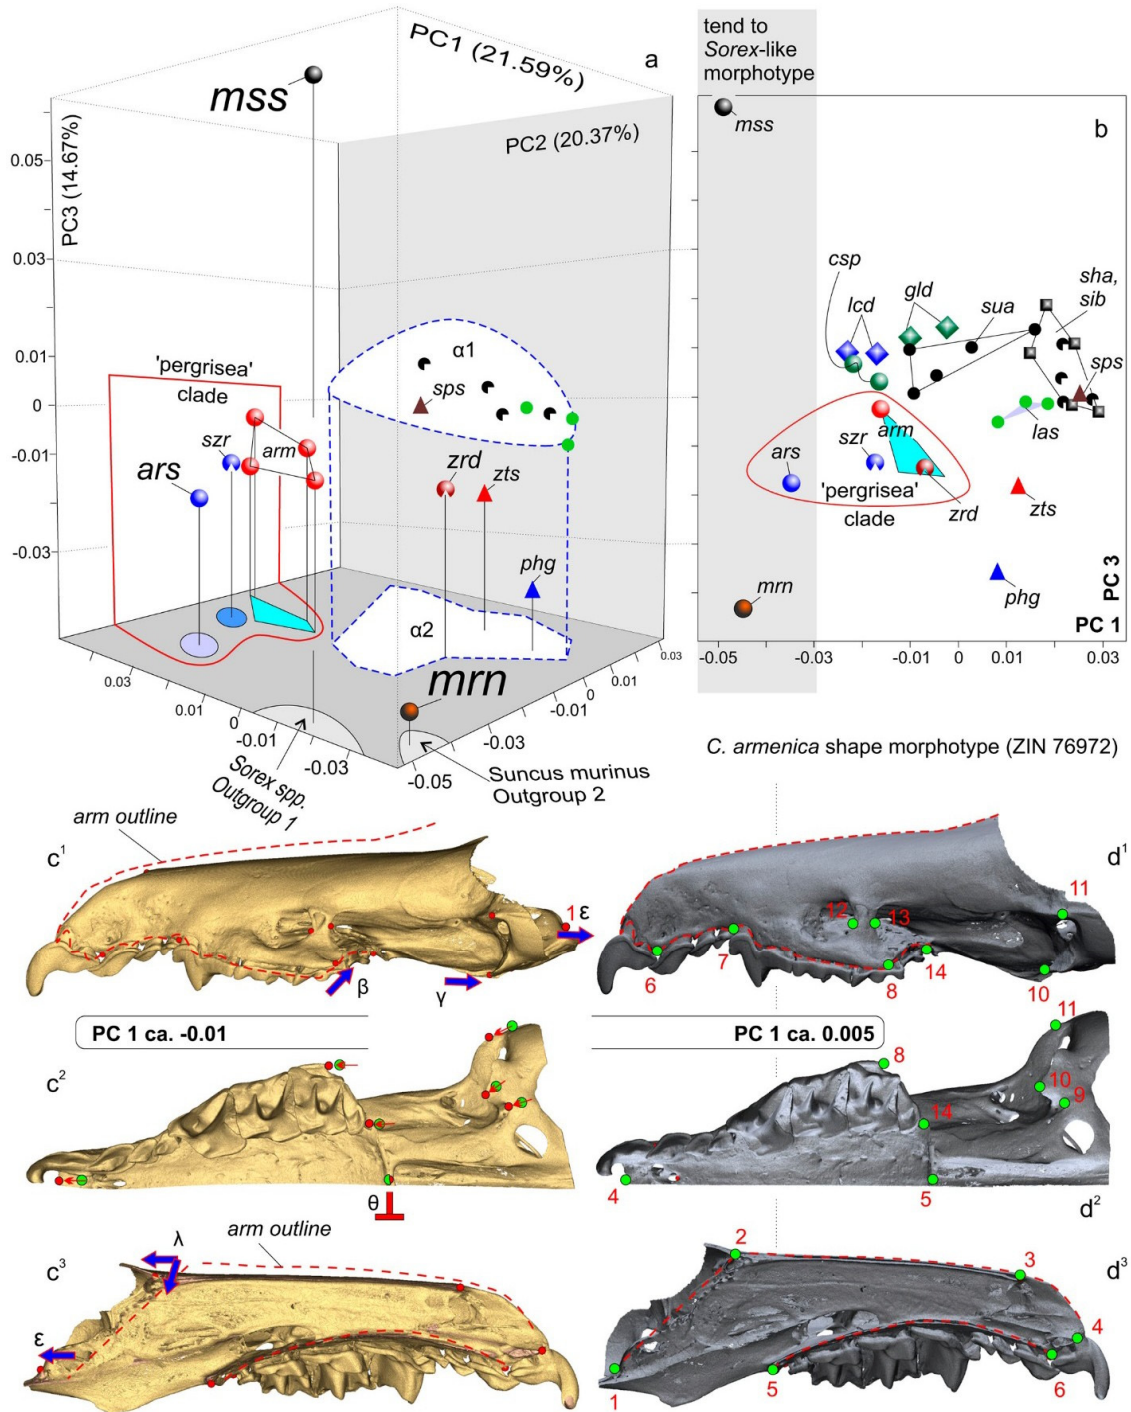 PC1 (21.59%)
a
mss
PC2 (20.37%)
PC3 (14.67%)
0.05
0.03
0.01
0
-0.01
-0.03
'pergrisea'
clade
szr
arm
ars
α1
sps
zrd
zts
phg
α2
mrn
0.03
0.01
0
-0.01
-0.03
0.03
0.01
0
-0.01
-0.03
-0.05
Sorex spp.
Outgroup 1
Suncus murinus
Outgroup 2
tend to
Sorex-like
morphotype
b
mss
csp
lcd
gld
sua
sha,
sib
sps
las
arm
szr
ars
'pergrisea'
clade
zrd
zts
phg
mrn
PC 3
PC 1
-0.05
-0.03
-0.01
0
0.01
0.03
C. armenica shape morphotype (ZIN 76972)
arm outline
c1
1
ε
β
γ
d1
11
12
13
6
7
14
8
10
PC 1 ca. -0.01
PC 1 ca. 0.005
c2
θ
11
8
10
9
14
4
5
d2
λ
arm outline
c3
ε
2
3
d3
4
1
5
6